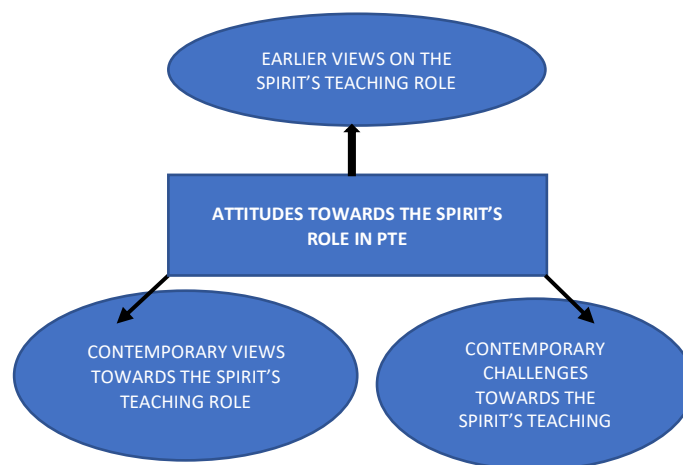 EARLIER VIEWS ON THE
SPIRIT'S TEACHING ROLE
ATTITUDES TOWARDS THE SPIRIT'S
ROLE IN PTE
CONTEMPORARY VIEWS
TOWARDS THE SPIRIT'S
TEACHING ROLE
CONTEMPORARY
CHALLENGES
TOWARDS THE
SPIRIT'S TEACHING